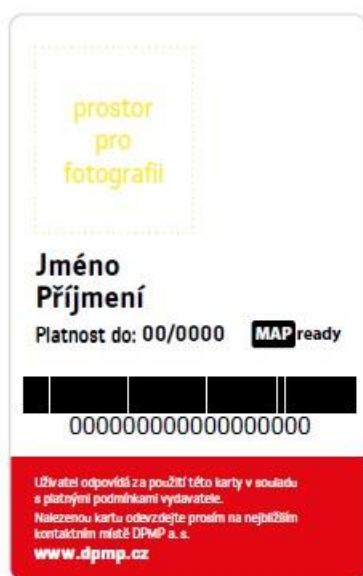 prostor
pro
fotografii
Jméno
Příjmení
Platnost do: 00/0000 MAP ready
000000000000000000
Uživatel odpovídá za použití této karty v souladu
s platnými podmínkami vydavatele.
Nalezenou kartu odevzdejte prosím na nejbližším
kontaktním místě DPMP a. s.
www.dpmp.cz